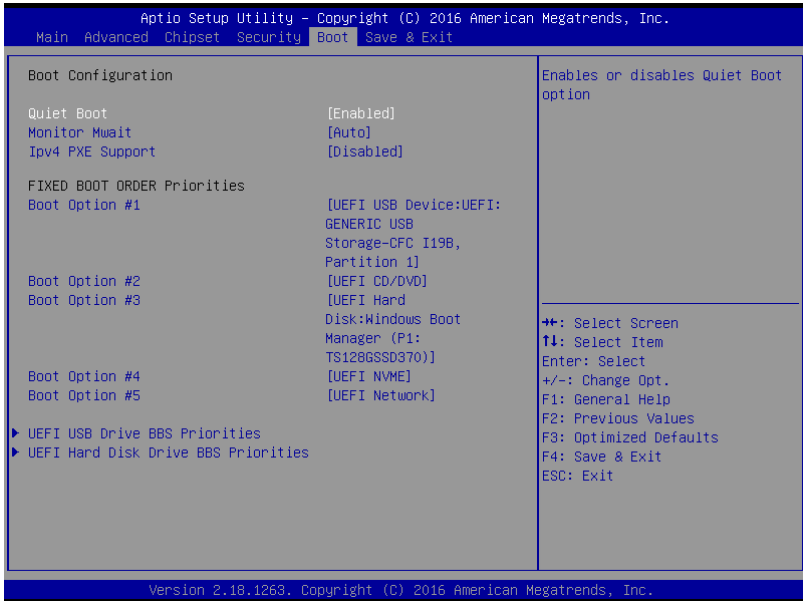 Aptio Setup Utility – Copyright (C) 2016 American Megatrends, Inc.
Main Advanced Chipset Security Boot Save & Exit
Boot Configuration
Quiet Boot [Enabled]
Monitor Mwait [Auto]
Ipv4 PXE Support [Disabled]
FIXED BOOT ORDER Priorities
Boot Option #1 [UEFI USB Device:UEFI:
GENERIC USB
Storage-CFC I19B,
Partition 1]
Boot Option #2 [UEFI CD/DVD]
Boot Option #3 [UEFI Hard
Disk:Windows Boot
Manager (P1:
TS128GSSD370)]
Boot Option #4 [UEFI NVME]
Boot Option #5 [UEFI Network]
UEFI USB Drive BBS Priorities
UEFI Hard Disk Drive BBS Priorities
Enables or disables Quiet Boot
option
→←: Select Screen
↑↓: Select Item
Enter: Select
+/-: Change Opt.
F1: General Help
F2: Previous Values
F3: Optimized Defaults
F4: Save & Exit
ESC: Exit
Version 2.18.1263. Copyright (C) 2016 American Megatrends, Inc.